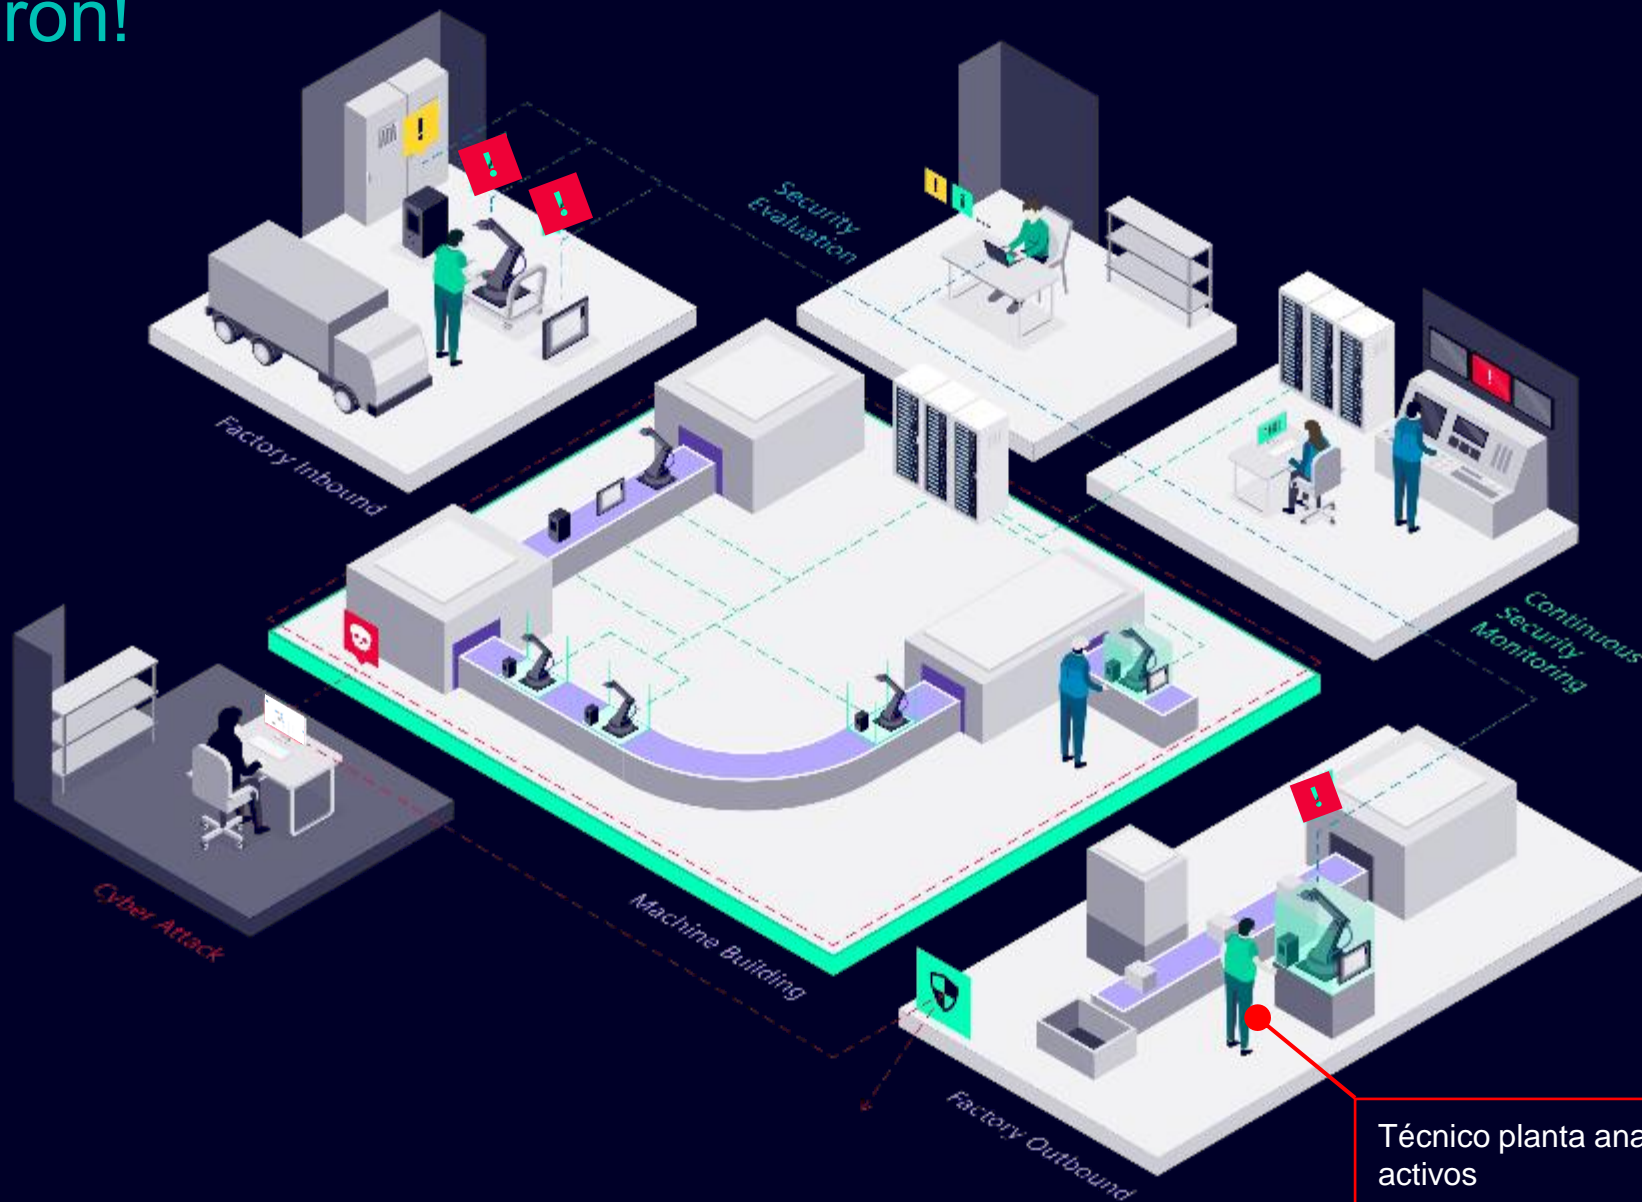 ron!
Security
Evaluation
Factory Inbound
Continuous
Security
Monitoring
Cyber Attack
Machine Building
Factory Outbound
Técnico planta ana
activos